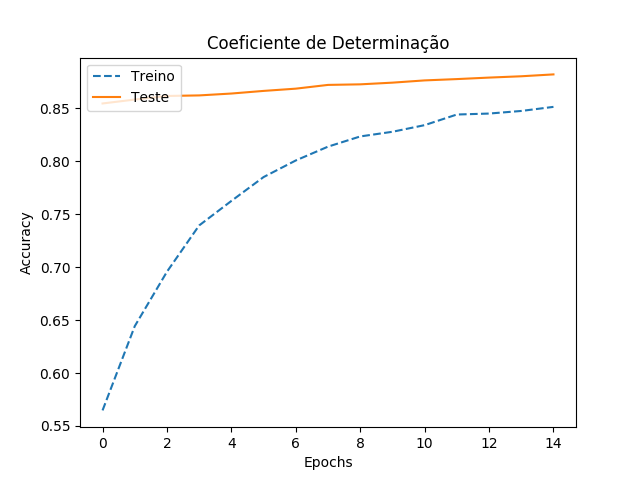 Coeficiente de Determinação
Treino
Teste
Accuracy
0.85
0.80
0.75
0.70
0.65
0.60
0.55
0 2 4 6 8 10 12 14
Epochs